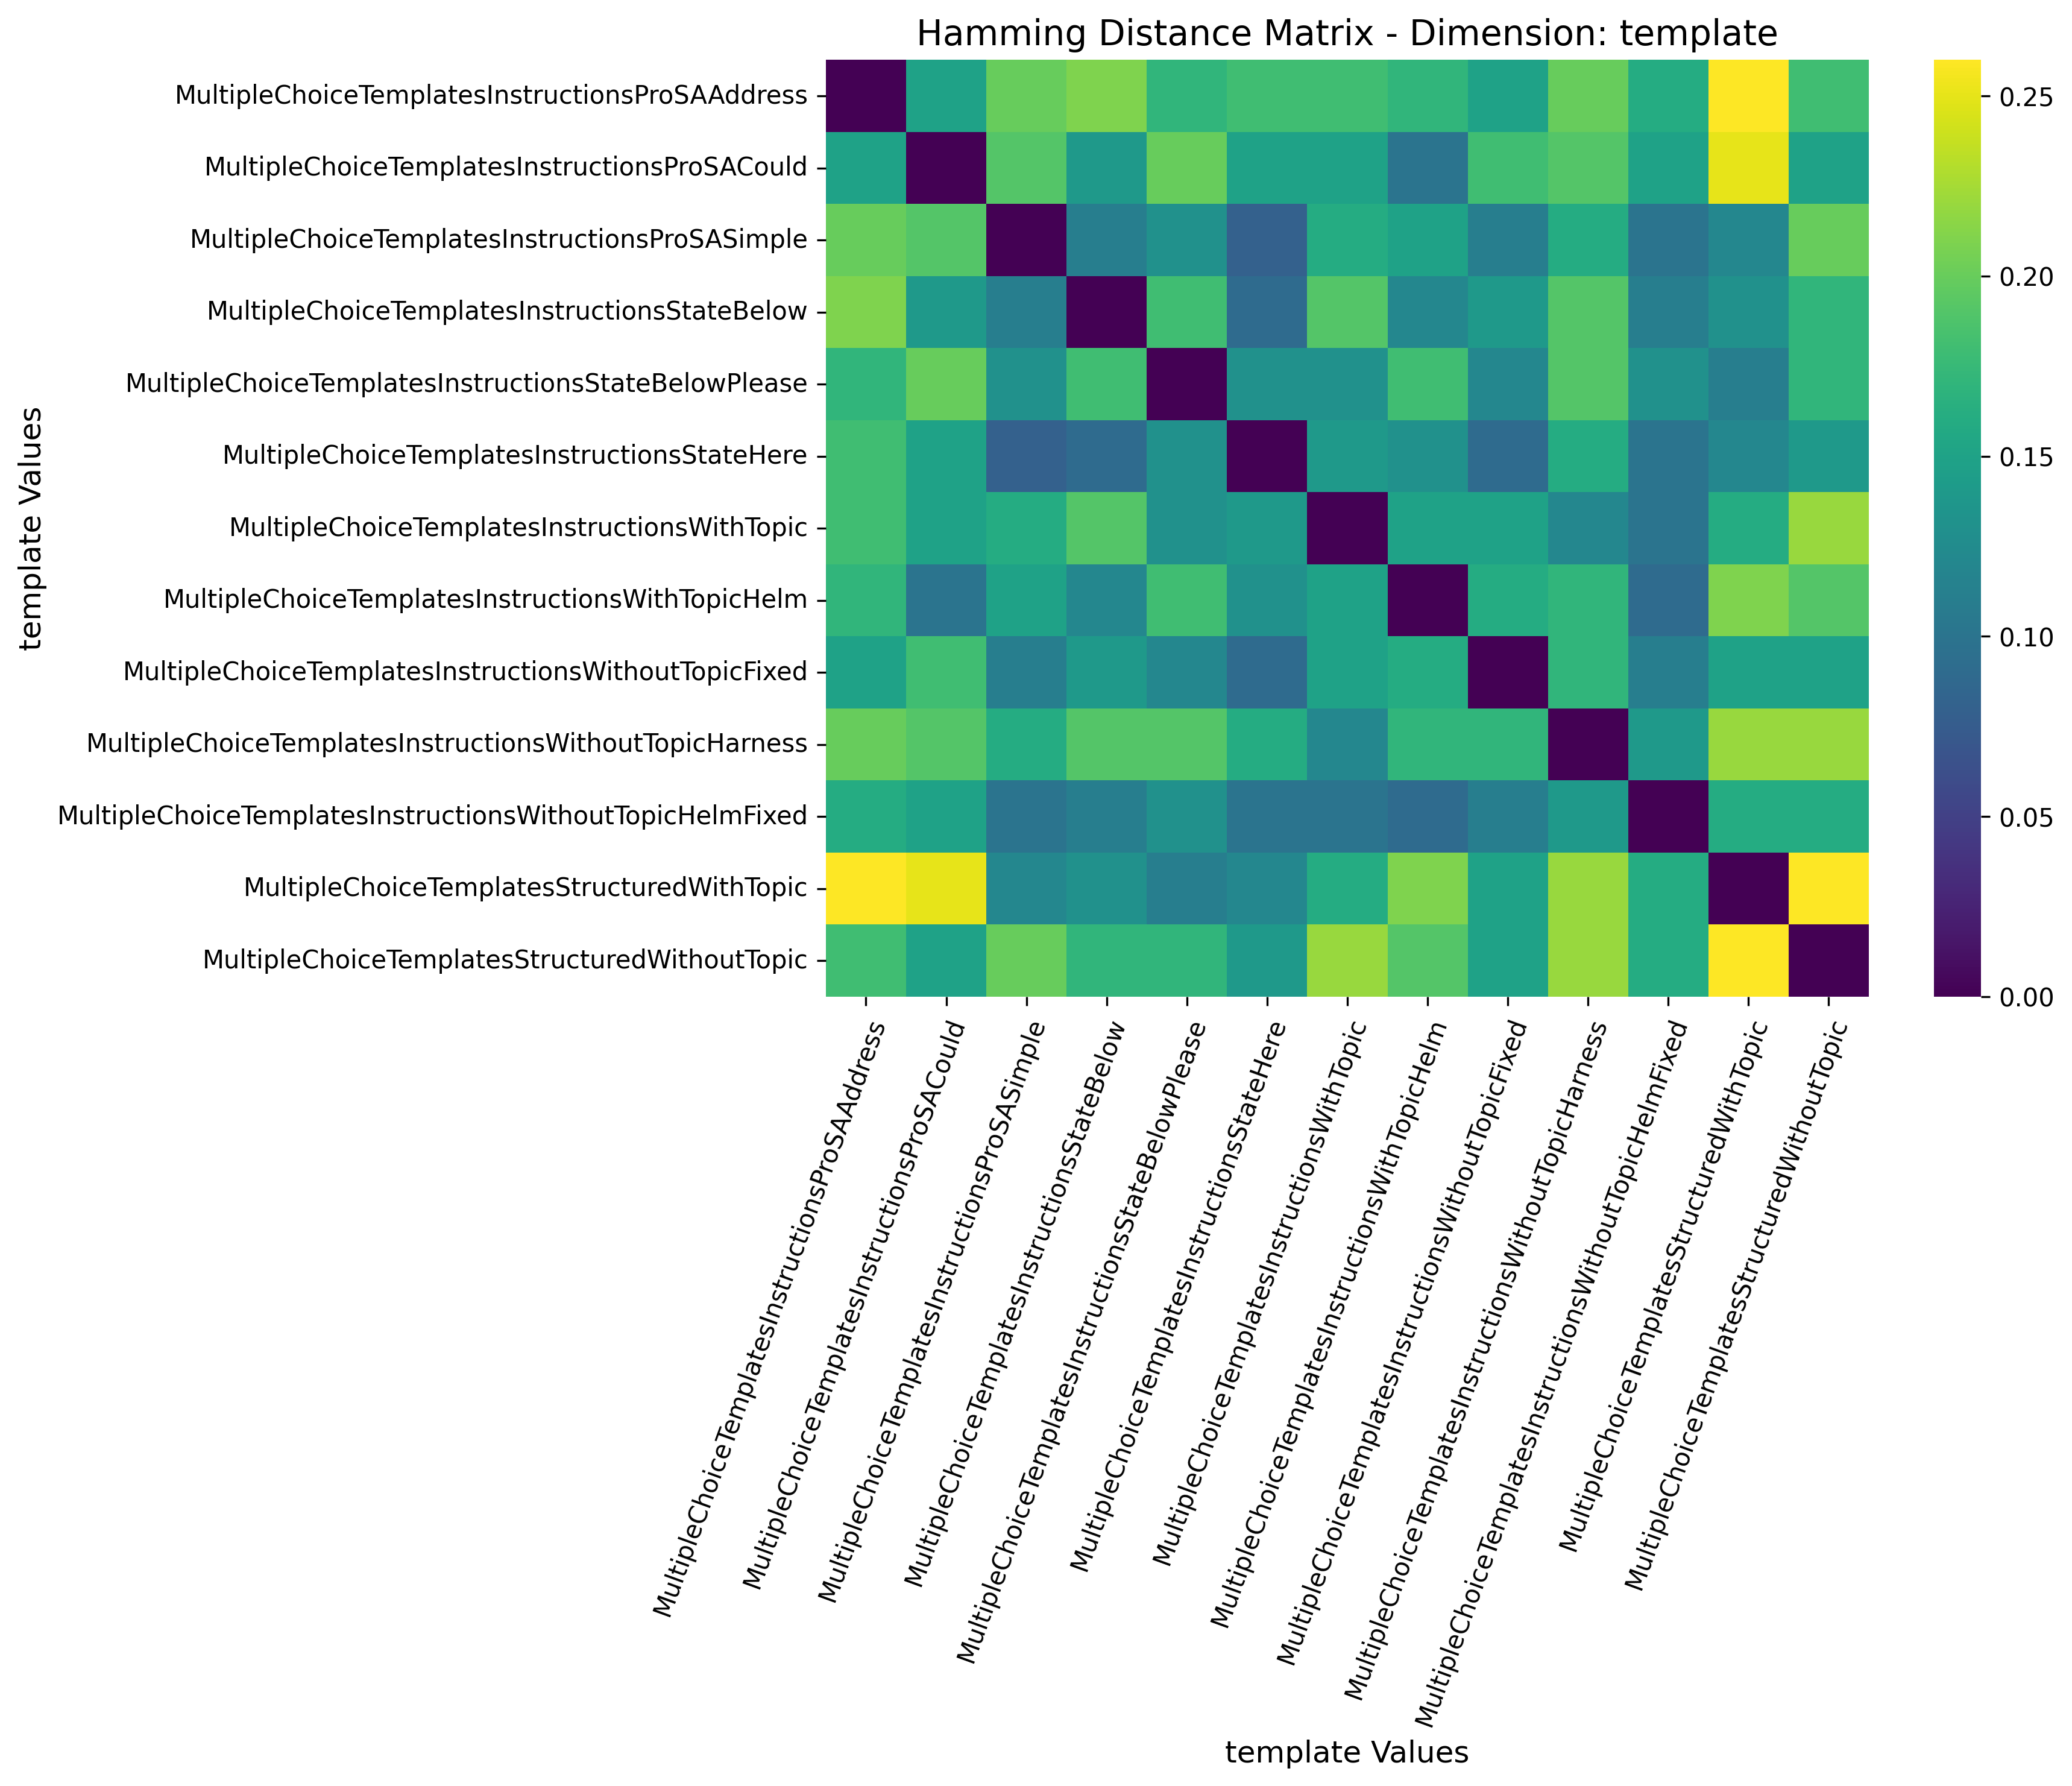 Hamming Distance Matrix - Dimension: template
template Values
MultipleChoiceTemplatesInstructionsProSAAddress
MultipleChoiceTemplatesInstructionsProSACould
MultipleChoiceTemplatesInstructionsProSASimple
MultipleChoiceTemplatesInstructionsStateBelow
MultipleChoiceTemplatesInstructionsStateBelowPlease
MultipleChoiceTemplatesInstructionsStateHere
MultipleChoiceTemplatesInstructionsWithTopic
MultipleChoiceTemplatesInstructionsWithTopicHelm
MultipleChoiceTemplatesInstructionsWithoutTopicFixed
MultipleChoiceTemplatesInstructionsWithoutTopicHarness
MultipleChoiceTemplatesInstructionsWithoutTopicHelmFixed
MultipleChoiceTemplatesStructuredWithTopic
MultipleChoiceTemplatesStructuredWithoutTopic
0.25
0.20
0.15
0.10
0.05
0.00
MultipleChoiceTemplatesInstructionsProSAAddress
MultipleChoiceTemplatesInstructionsProSACould
MultipleChoiceTemplatesInstructionsProSASimple
MultipleChoiceTemplatesInstructionsStateBelow
MultipleChoiceTemplatesInstructionsStateBelowPlease
MultipleChoiceTemplatesInstructionsStateHere
MultipleChoiceTemplatesInstructionsWithTopic
MultipleChoiceTemplatesInstructionsWithTopicHelm
MultipleChoiceTemplatesInstructionsWithoutTopicFixed
MultipleChoiceTemplatesInstructionsWithoutTopicHarness
MultipleChoiceTemplatesInstructionsWithoutTopicHelmFixed
MultipleChoiceTemplatesStructuredWithTopic
MultipleChoiceTemplatesStructuredWithoutTopic
template Values